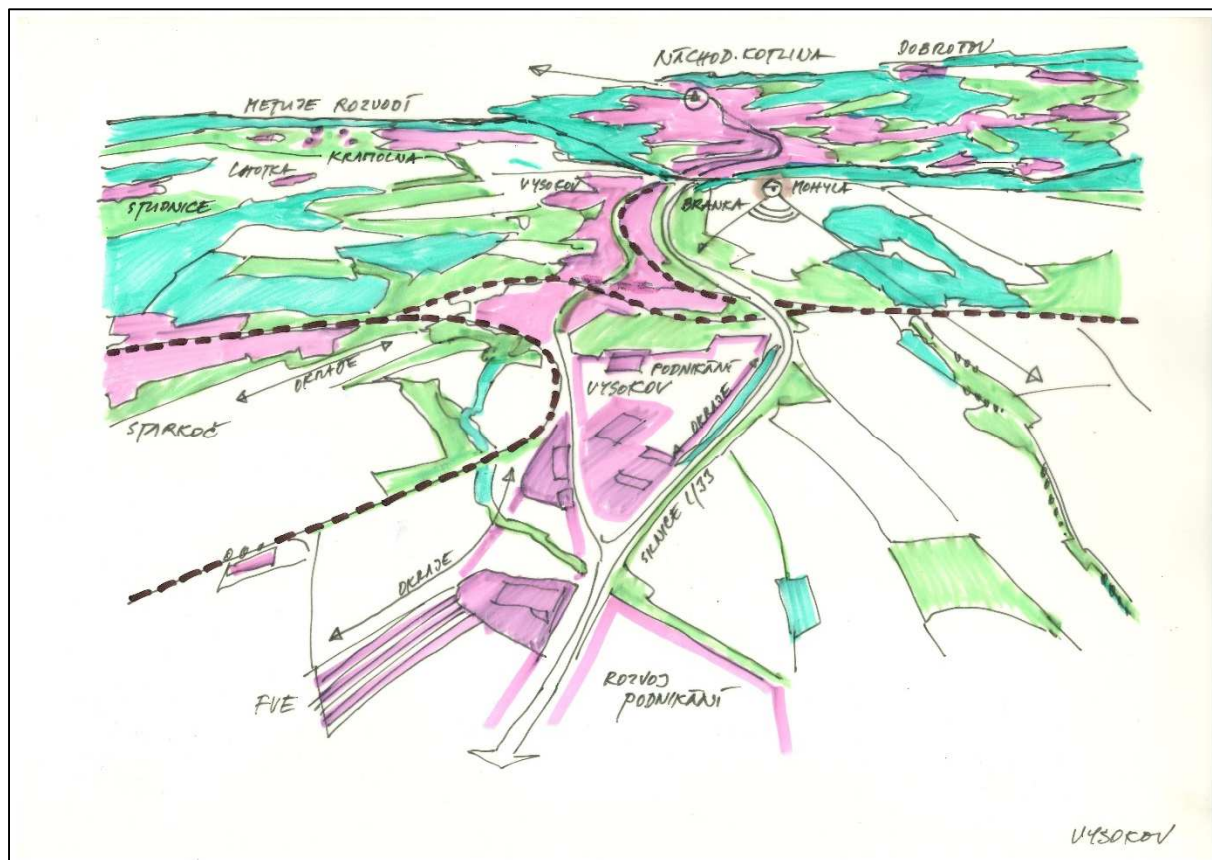 NÁCHOD. KOTLINA
DOBROŠOV
METUJE ROZVODÍ
LHOTKA
KRAMOLNA
STUDNICE
VYSOKOV
BRANKA
MOHYLA
OKRAJE
STARKOČ
PODNIKÁNÍ
VYSOKOV
OKRAJE
SILNICE I/33
OKRAJE
FVE
ROZVOJ
PODNIKÁNÍ
VYSOKOV